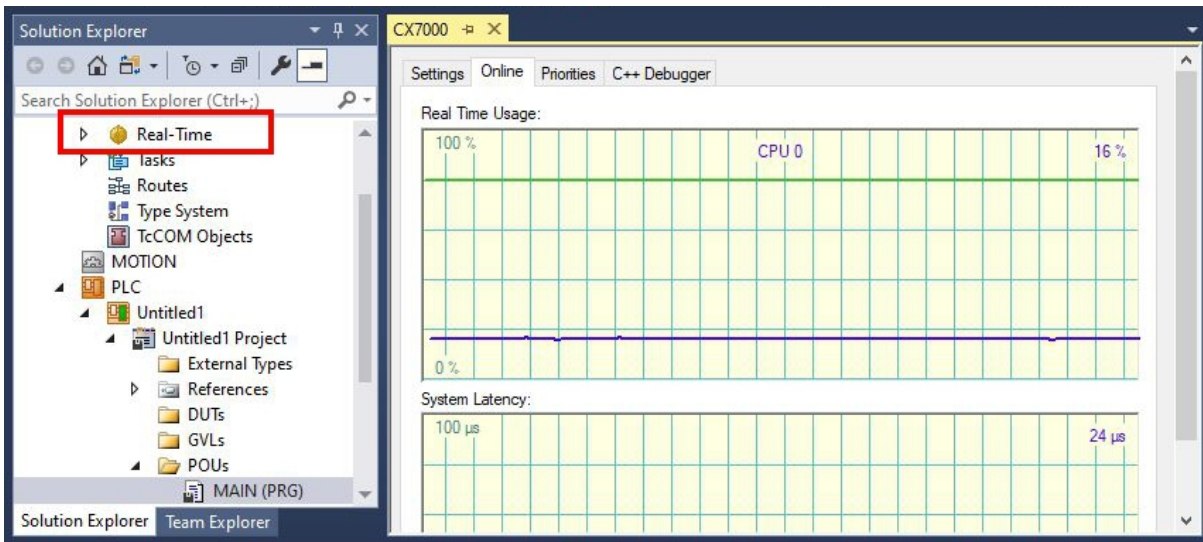 Solution Explorer
Search Solution Explorer (Ctrl+;)
Real-Time
Tasks
Routes
Type System
TcCOM Objects
MOTION
PLC
Untitled1
Untitled1 Project
External Types
References
DUTs
GVLs
POUs
MAIN (PRG)
Solution Explorer Team Explorer
CX7000
Settings Online Priorities C++ Debugger
Real Time Usage:
100 % CPU 0 16 %
0 %
System Latency:
100 µs 24 µs